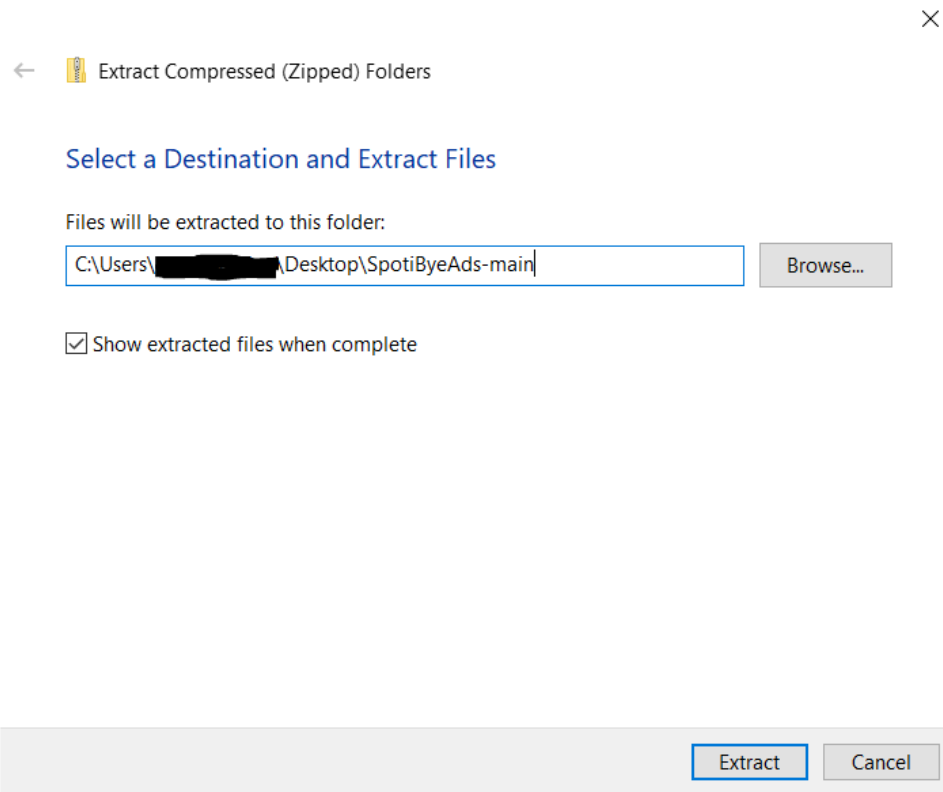 Extract Compressed (Zipped) Folders
Select a Destination and Extract Files
Files will be extracted to this folder:
C:\Users\ \Desktop\SpotiByeAds-main
Browse...
Show extracted files when complete
Extract
Cancel